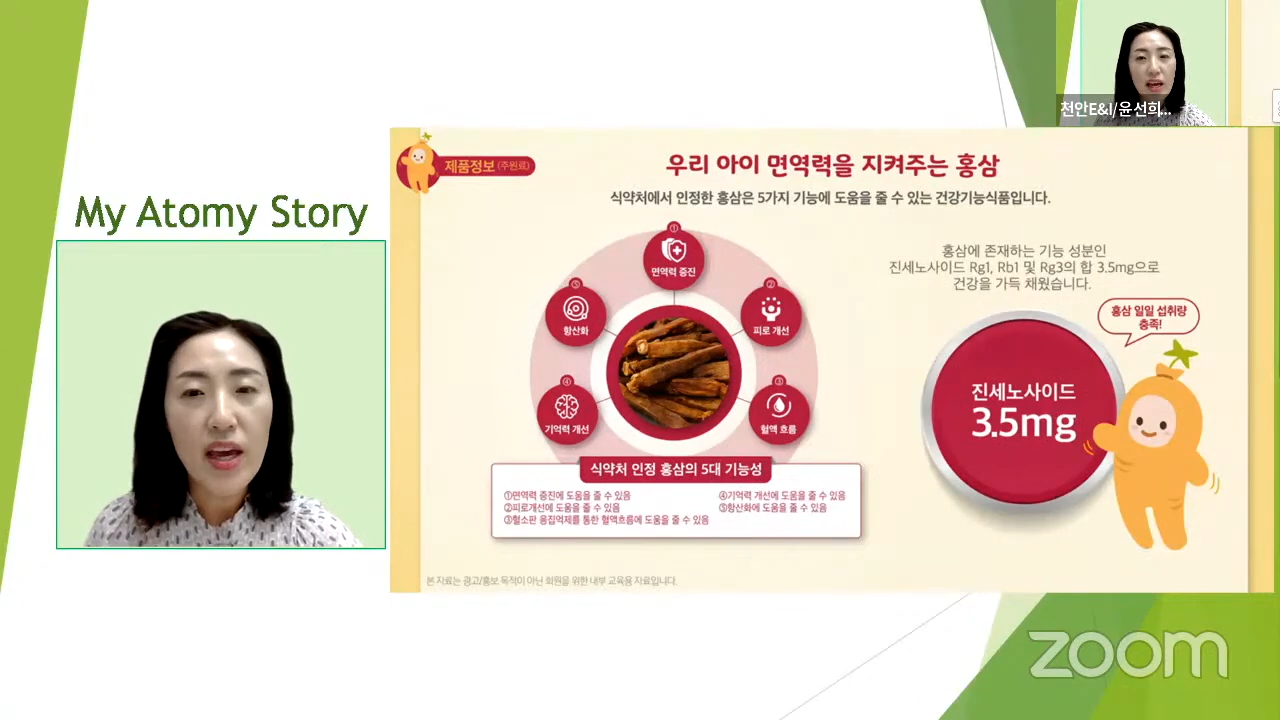 천안E&I/윤선희...
My Atomy Story
제품정보 (주원료)
우리 아이 면역력을 지켜주는 홍삼
식약처에서 인정한 홍삼은 5가지 기능에 도움을 줄 수 있는 건강기능식품입니다.
①
면역력 증진
②
피로 개선
③
혈액 흐름
④
기억력 개선
⑤
항산화
식약처 인정 홍삼의 5대 기능성
①면역력 증진에 도움을 줄 수 있음
②피로개선에 도움을 줄 수 있음
③혈소판 응집억제를 통한 혈액흐름에 도움을 줄 수 있음
④기억력 개선에 도움을 줄 수 있음
⑤항산화에 도움을 줄 수 있음
홍삼에 존재하는 기능 성분인
진세노사이드 Rg1, Rb1 및 Rg3의 합 3.5mg으로
건강을 가득 채웠습니다.
홍삼 일일 섭취량
충족!
진세노사이드
3.5mg
본 자료는 광고/홍보 목적이 아닌 회원을 위한 내부 교육용 자료입니다.
zoom